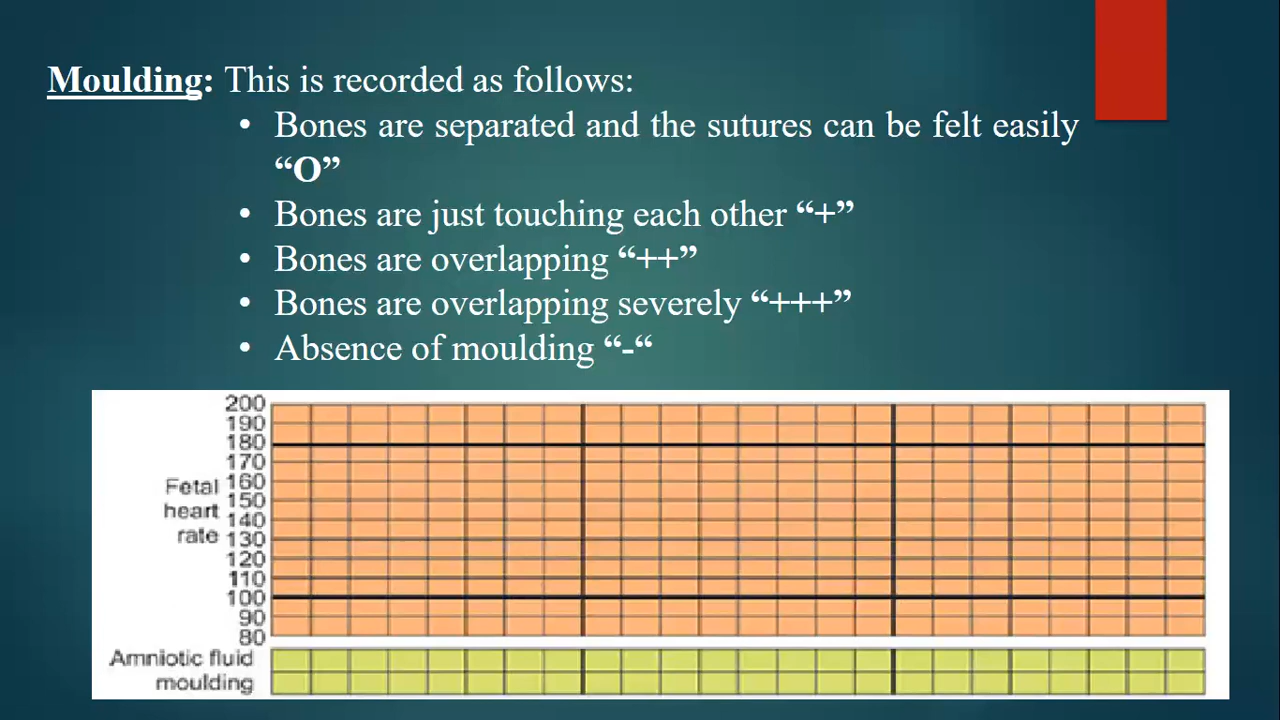 Moulding: This is recorded as follows:
• Bones are separated and the sutures can be felt easily
“O”
• Bones are just touching each other “+”
• Bones are overlapping “++”
• Bones are overlapping severely “+++”
• Absence of moulding “-“
200
190
180
170
Fetal 160
heart 150
140
rate 130
120
110
100
90
80
Amniotic fluid
moulding